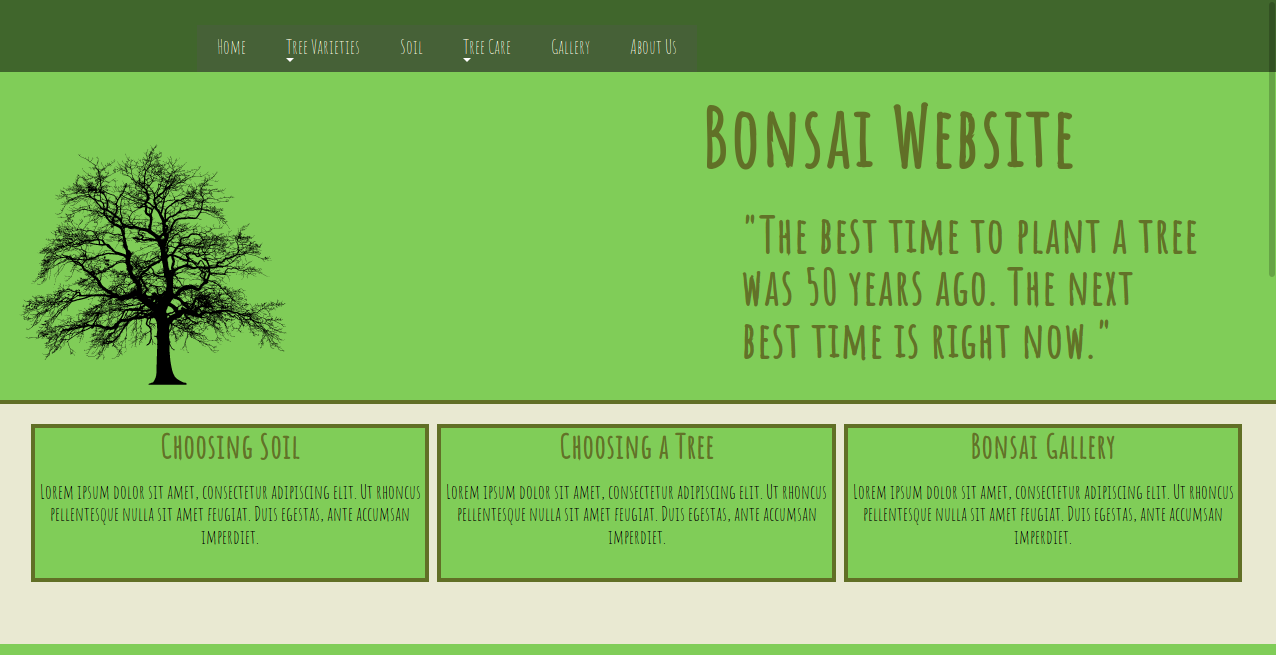 Home Tree Varieties Soil Tree Care Gallery About Us
Bonsai Website
"The best time to plant a tree
was 50 years ago. The next
best time is right now."
Choosing Soil
Lorem ipsum dolor sit amet, consectetur adipiscing elit. Ut rhoncus
pellentesque nulla sit amet feugiat. Duis egestas, ante accumsan
imperdiet.
Choosing a Tree
Lorem ipsum dolor sit amet, consectetur adipiscing elit. Ut rhoncus
pellentesque nulla sit amet feugiat. Duis egestas, ante accumsan
imperdiet.
Bonsai Gallery
Lorem ipsum dolor sit amet, consectetur adipiscing elit. Ut rhoncus
pellentesque nulla sit amet feugiat. Duis egestas, ante accumsan
imperdiet.